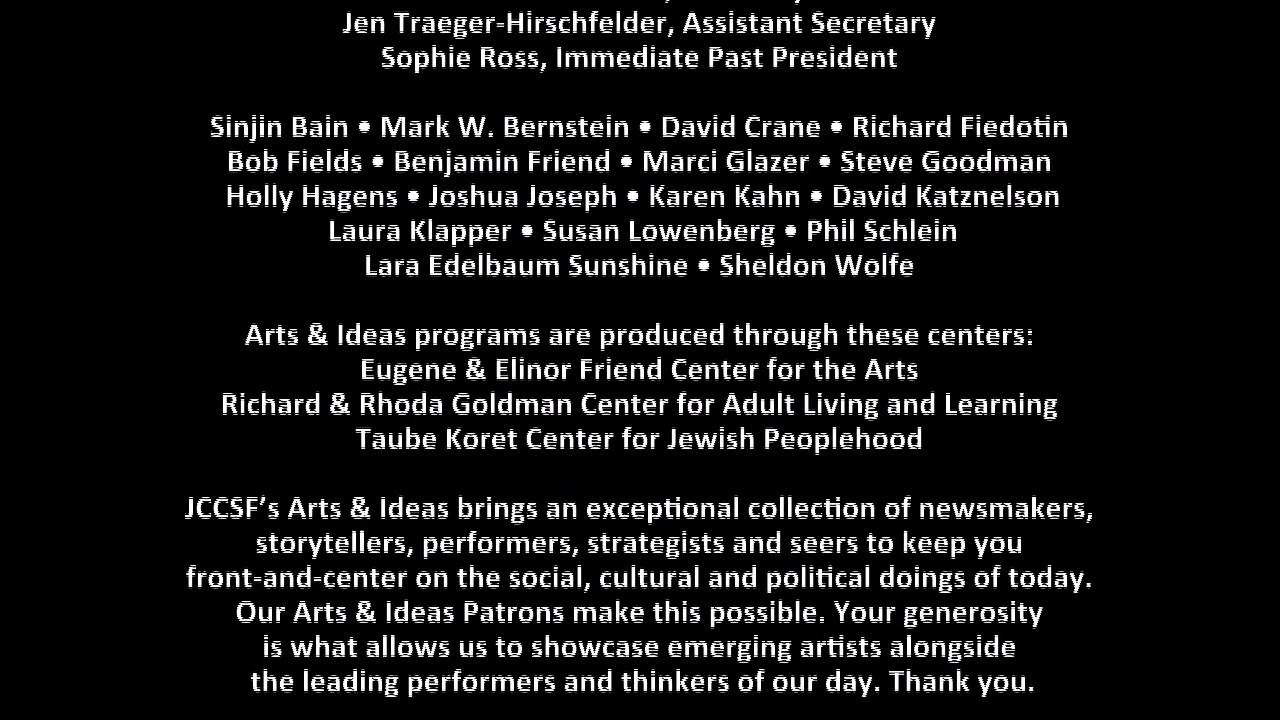 Jen Traeger-Hirschfelder, Assistant Secretary
Sophie Ross, Immediate Past President
Sinjin Bain • Mark W. Bernstein • David Crane • Richard Fiedotin
Bob Fields • Benjamin Friend • Marci Glazer • Steve Goodman
Holly Hagens • Joshua Joseph • Karen Kahn • David Katznelson
Laura Klapper • Susan Lowenberg • Phil Schlein
Lara Edelbaum Sunshine • Sheldon Wolfe
Arts & Ideas programs are produced through these centers:
Eugene & Elinor Friend Center for the Arts
Richard & Rhoda Goldman Center for Adult Living and Learning
Taube Koret Center for Jewish Peoplehood
JCCSF’s Arts & Ideas brings an exceptional collection of newsmakers,
storytellers, performers, strategists and seers to keep you
front-and-center on the social, cultural and political doings of today.
Our Arts & Ideas Patrons make this possible. Your generosity
is what allows us to showcase emerging artists alongside
the leading performers and thinkers of our day. Thank you.